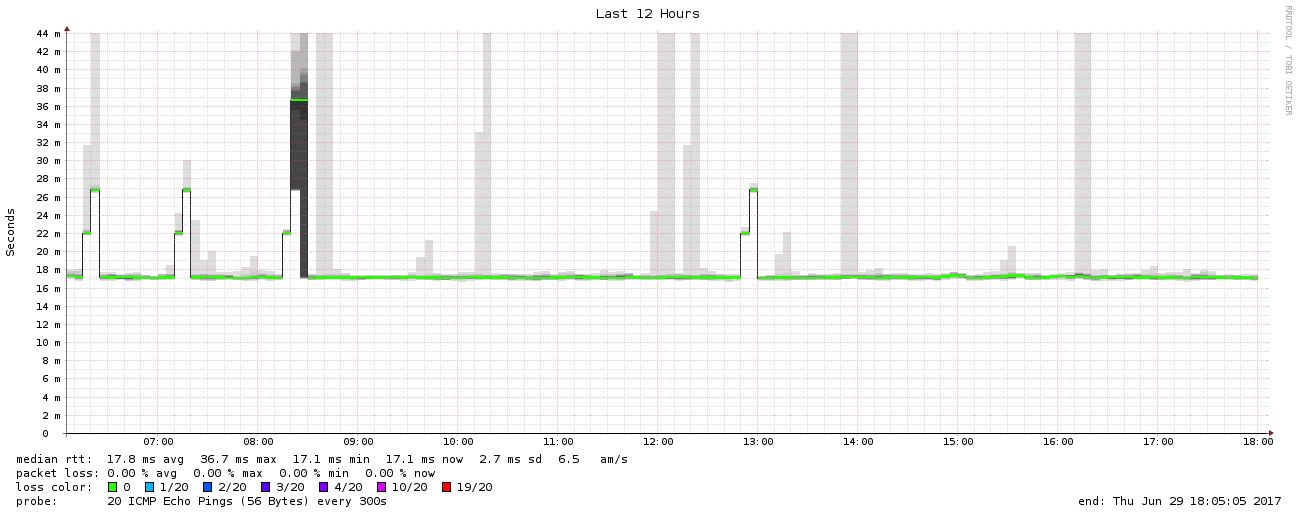 Last 12 Hours
RRDTOOL / TOBI OETIKER
Seconds
44 m
42 m
40 m
38 m
36 m
34 m
32 m
30 m
28 m
26 m
24 m
22 m
20 m
18 m
16 m
14 m
12 m
10 m
8 m
6 m
4 m
2 m
0
07:00 08:00 09:00 10:00 11:00 12:00 13:00 14:00 15:00 16:00 17:00 18:00
median rtt: 17.8 ms avg 36.7 ms max 17.1 ms min 17.1 ms now 2.7 ms sd 6.5 am/s
packet loss: 0.00 % avg 0.00 % max 0.00 % min 0.00 % now
loss color: 0 1/20 2/20 3/20 4/20 10/20 19/20
probe: 20 ICMP Echo Pings (56 Bytes) every 300s end: Thu Jun 29 18:05:05 2017